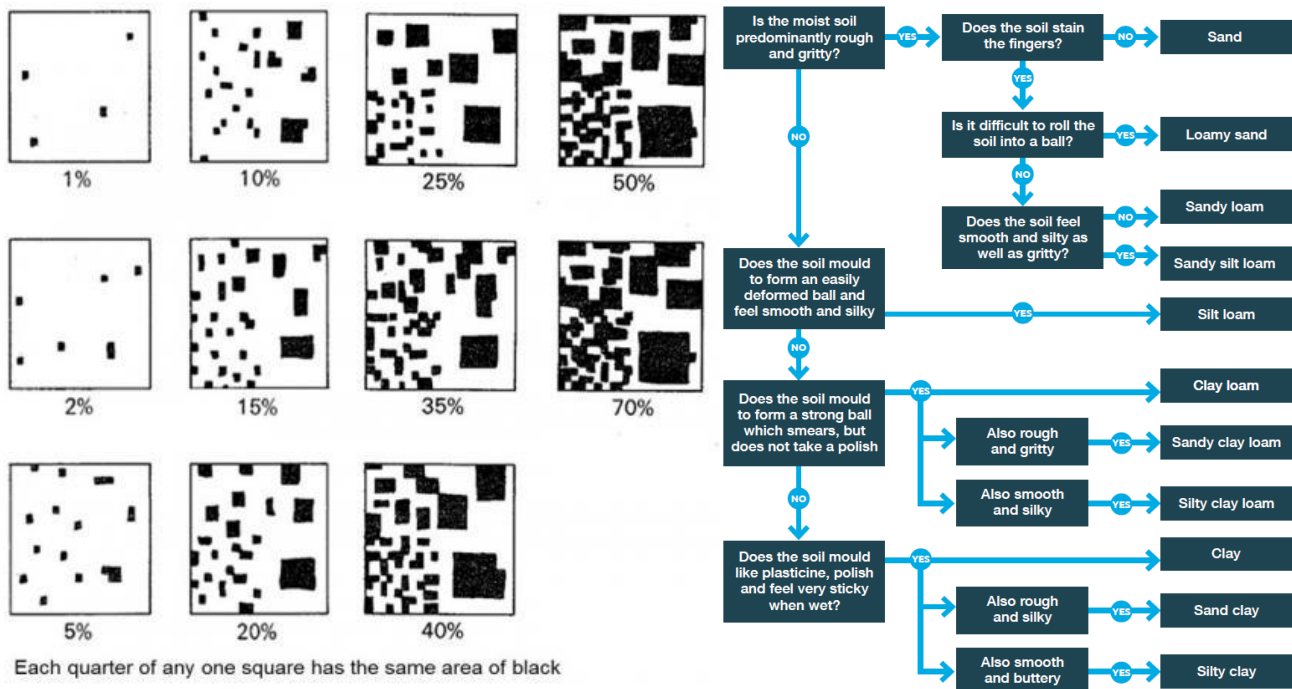 1%
10%
25%
50%
2%
15%
35%
70%
5%
20%
40%
Each quarter of any one square has the same area of black
Is the moist soil
predominantly rough
and gritty?
YES
Does the soil stain
the fingers?
NO
Sand
YES
Is it difficult to roll the
soil into a ball?
YES
Loamy sand
NO
NO
Does the soil feel
smooth and silty as
well as gritty?
NO
Sandy loam
YES
Sandy silt loam
Does the soil mould
to form an easily
deformed ball and
feel smooth and silky
YES
Silt loam
NO
Does the soil mould
to form a strong ball
which smears, but
does not take a polish
YES
Clay loam
Also rough
and gritty
YES
Sandy clay loam
Also smooth
and silky
YES
Silty clay loam
NO
Does the soil mould
like plasticine, polish
and feel very sticky
when wet?
YES
Clay
Also rough
and silky
YES
Sand clay
Also smooth
and buttery
YES
Silty clay